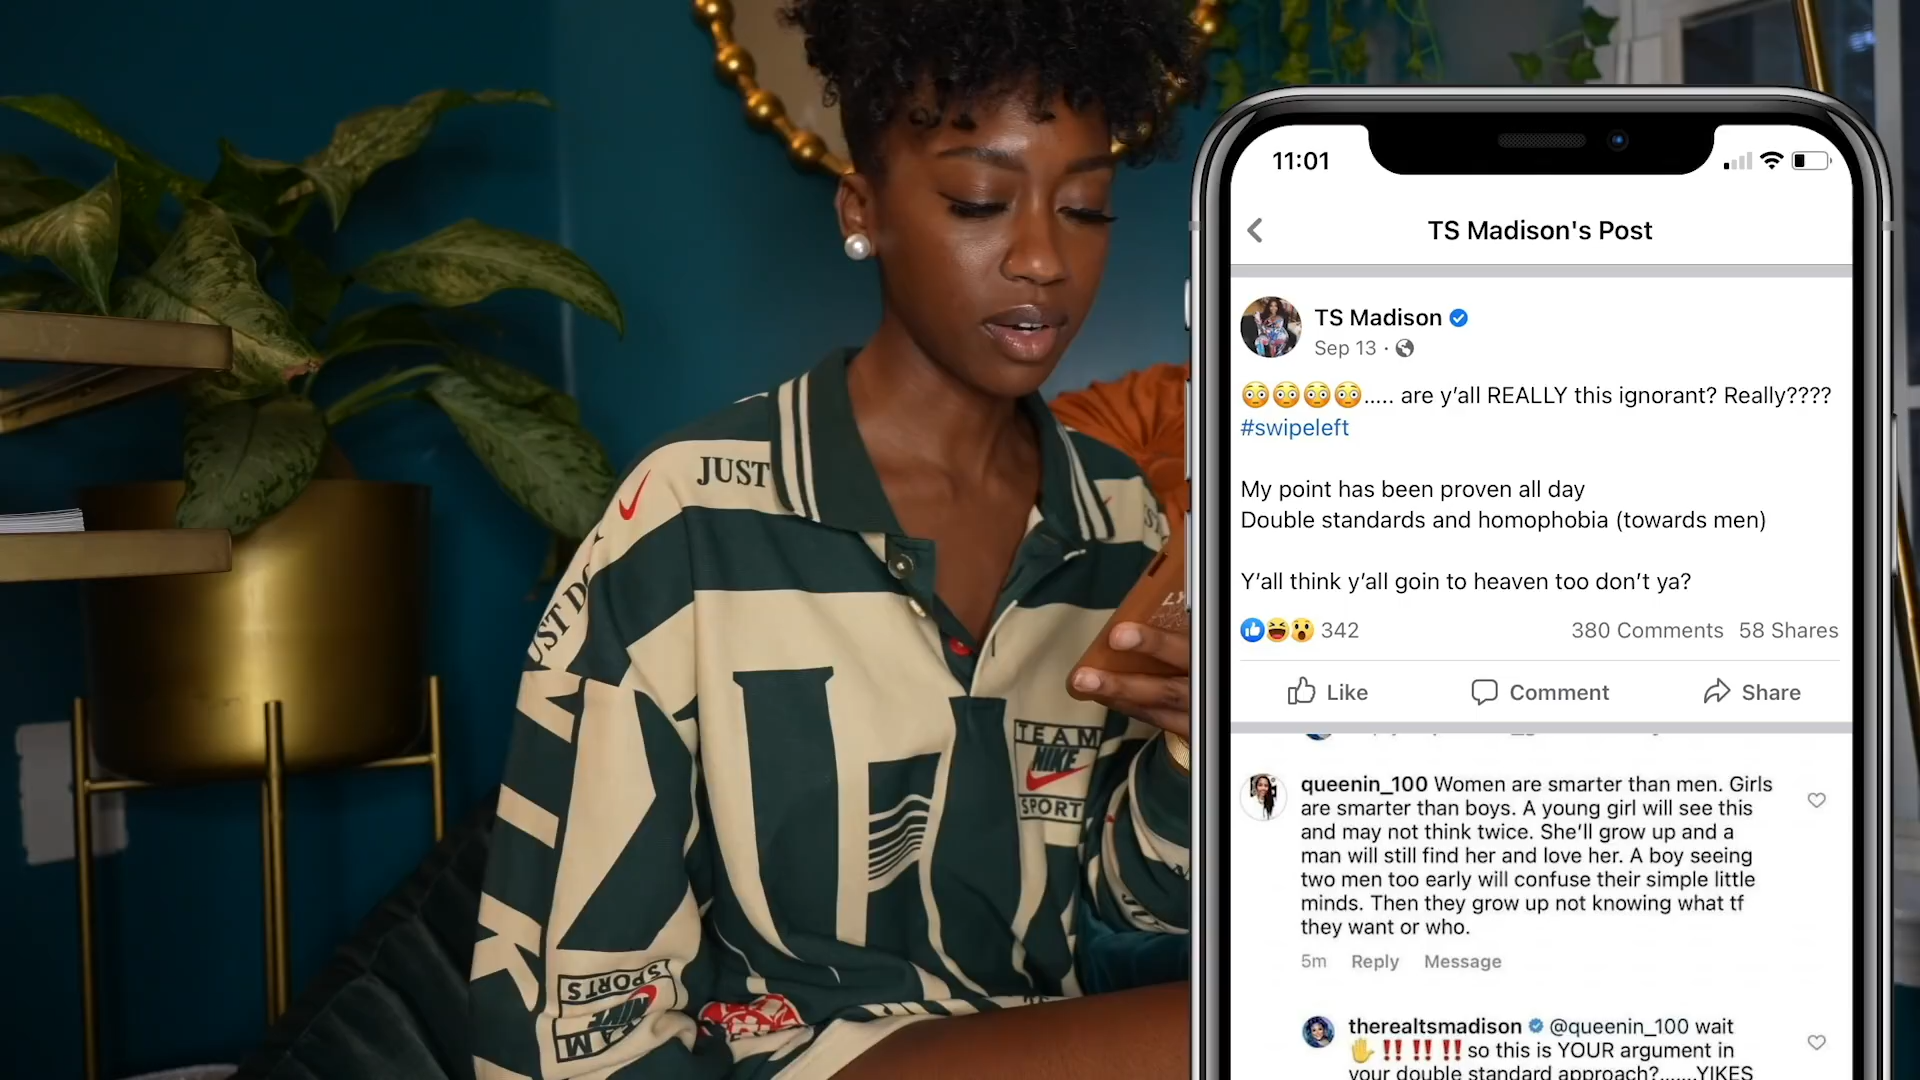 JUST
JUST DO
NIK
SPORTS
NIKE
TEAM
NIKE
SPORT
11:01
TS Madison's Post
TS Madison
Sep 13 ·
😳😳😳😳..... are y’all REALLY this ignorant? Really????
#swipeleft
My point has been proven all day
Double standards and homophobia (towards men)
Y’all think y’all goin to heaven too don’t ya?
342 380 Comments 58 Shares
Like Comment Share
queenin_100 Women are smarter than men. Girls
are smarter than boys. A young girl will see this
and may not think twice. She’ll grow up and a
man will still find her and love her. A boy seeing
two men too early will confuse their simple little
minds. Then they grow up not knowing what tf
they want or who.
5m Reply Message
therealtsmadison @queenin_100 wait
✋‼️‼️‼️so this is YOUR argument in
your double standard approach?.......YIKES